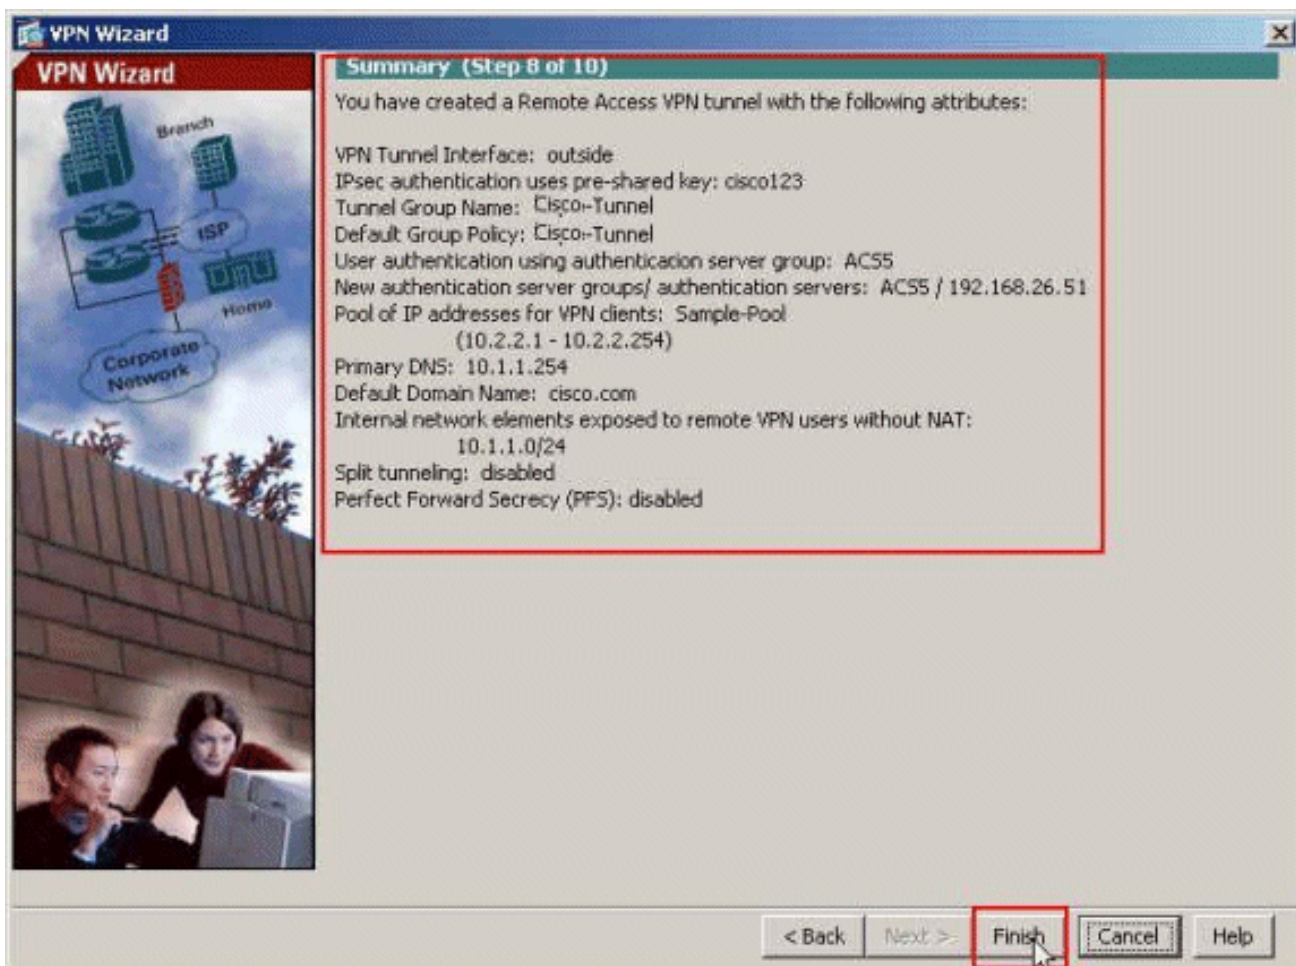 VPN Wizard
VPN Wizard
Branch
ISP
Home
Corporate
Network
Summary (Step 8 of 10)
You have created a Remote Access VPN tunnel with the following attributes:
VPN Tunnel Interface: outside
IPsec authentication uses pre-shared key: cisco123
Tunnel Group Name: Cisco-Tunnel
Default Group Policy: Cisco-Tunnel
User authentication using authentication server group: ACS5
New authentication server groups/ authentication servers: ACS5 / 192.168.26.51
Pool of IP addresses for VPN clients: Sample-Pool
(10.2.2.1 - 10.2.2.254)
Primary DNS: 10.1.1.254
Default Domain Name: cisco.com
Internal network elements exposed to remote VPN users without NAT:
10.1.1.0/24
Split tunneling: disabled
Perfect Forward Secrecy (PFS): disabled
< Back Next > Finish Cancel Help